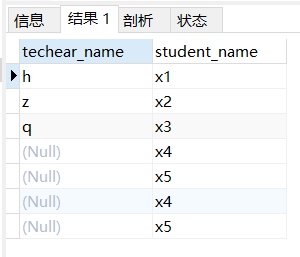 信息 结果 1 剖析 状态
techear_name student_name
h x1
z x2
q x3
(Null) x4
(Null) x5
(Null) x4
(Null) x5